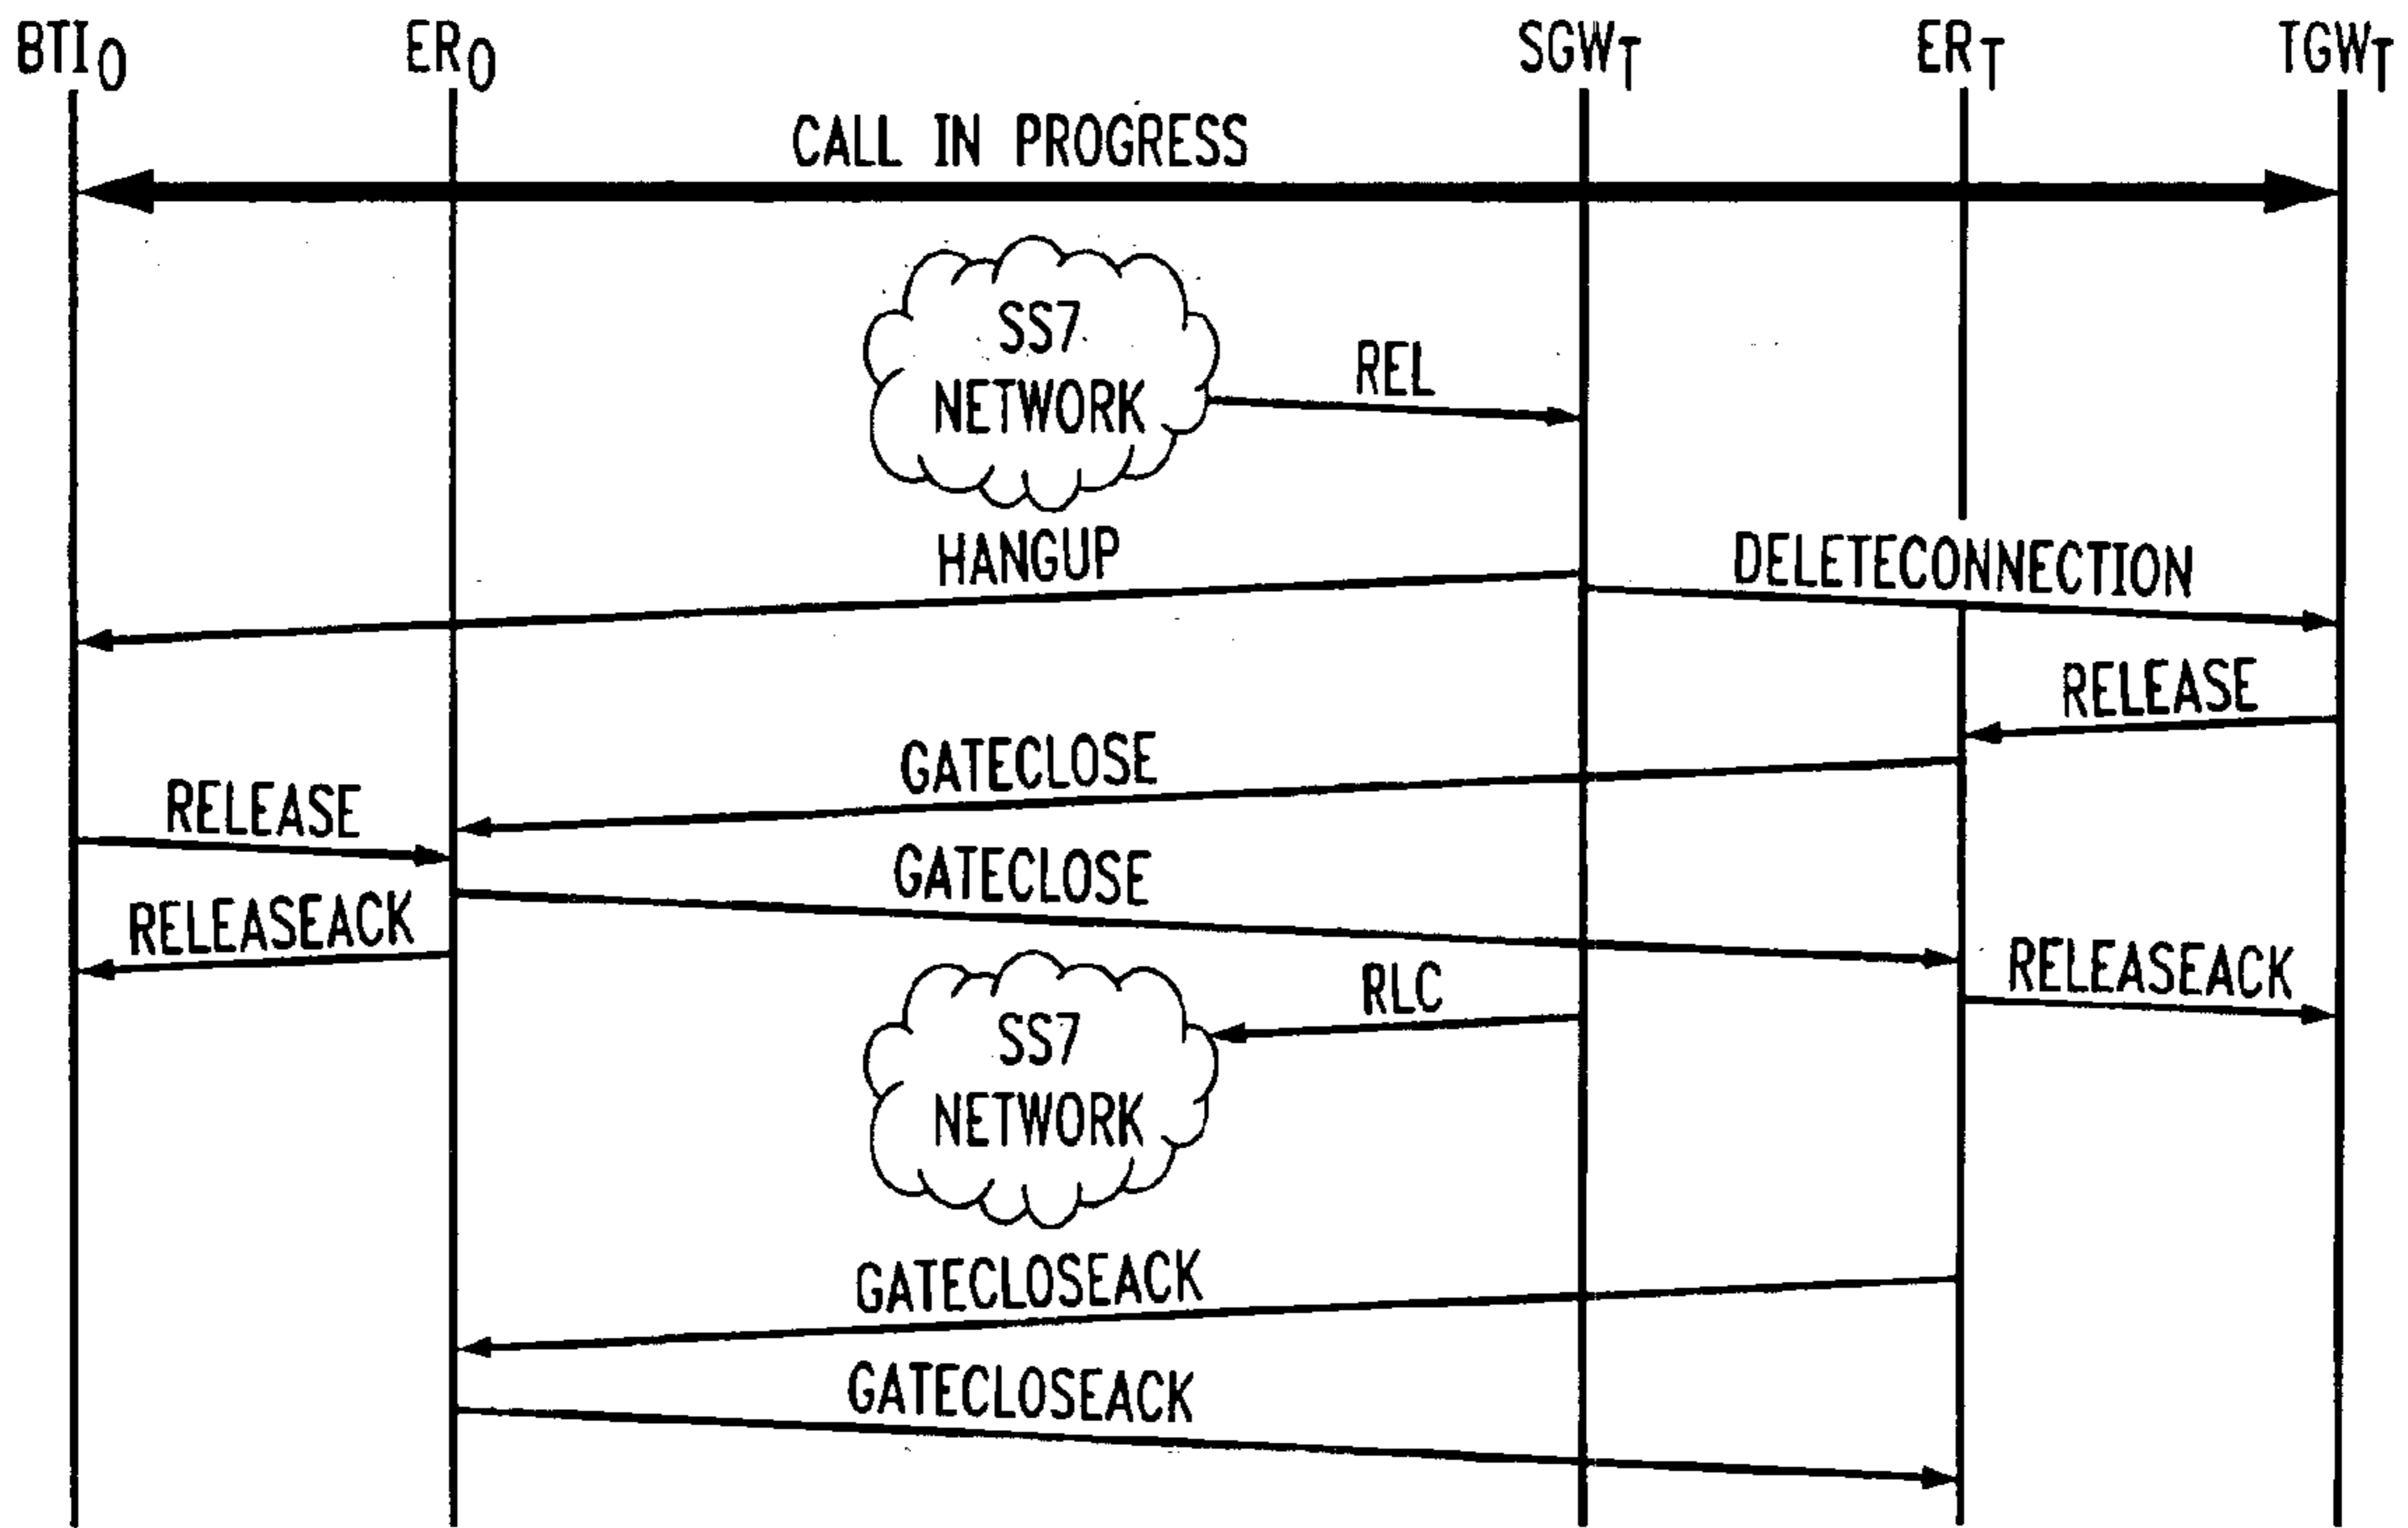 BTIO ERO SGWT ERT TGWT
CALL IN PROGRESS
SS7
NETWORK
REL
HANGUP
DELETECONNECTION
RELEASE
GATECLOSE
RELEASE
GATECLOSE
RELEASEACK
RELEASEACK
RLC
SS7
NETWORK
GATECLOSEACK
GATECLOSEACK